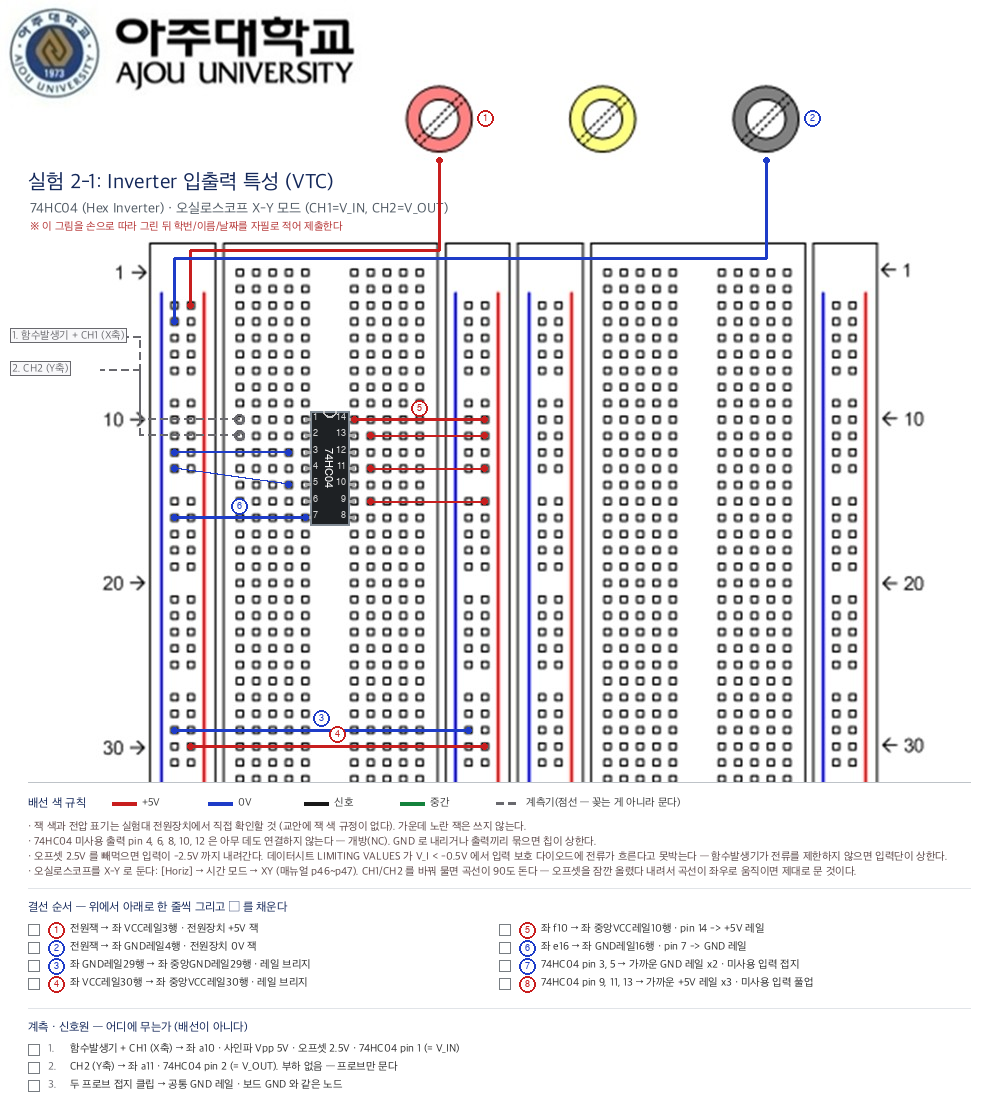 아주대학교
AJOU UNIVERSITY
아주대학교
1973
AJOU UNIVERSITY
1
2
실험 2-1: Inverter 입출력 특성 (VTC)
74HC04 (Hex Inverter) · 오실로스코프 X-Y 모드 (CH1=V_IN, CH2=V_OUT)
※ 이 그림을 손으로 따라 그린 뒤 학번/이름/날짜를 자필로 적어 제출한다
1
1
1. 함수발생기 + CH1 (X축)
2. CH2 (Y축)
5
10
10
1 14
2 13
3 12
4 11
5 10
6 9
7 8
74HC04
6
20
20
3
4
30
30
배선 색 규칙 +5V 0V 신호 중간 계측기(점선 — 꽂는 게 아니라 문다)
· 잭 색과 전압 표기는 실험대 전원장치에서 직접 확인할 것 (교안에 잭 색 규정이 없다). 가운데 노란 잭은 쓰지 않는다.
· 74HC04 미사용 출력 pin 4, 6, 8, 10, 12 은 아무 데도 연결하지 않는다 — 개방(NC). GND 로 내리거나 출력끼리 묶으면 칩이 상한다.
· 오프셋 2.5V 를 빼먹으면 입력이 -2.5V 까지 내려간다. 데이터시트 LIMITING VALUES 가 V_I < -0.5V 에서 입력 보호 다이오드에 전류가 흐른다고 못박는다 — 함수발생기가 전류를 제한하지 않으면 입력단이 상한다.
· 오실로스코프를 X-Y 로 둔다: [Horiz] → 시간 모드 → XY (매뉴얼 p46~p47). CH1/CH2 를 바꿔 물면 곡선이 90도 돈다 — 오프셋을 잠깐 올렸다 내려서 곡선이 좌우로 움직이면 제대로 문 것이다.
결선 순서 — 위에서 아래로 한 줄씩 그리고 □ 를 채운다
1 전원잭 → 좌 VCC레일3행 · 전원장치 +5V 잭
2 전원잭 → 좌 GND레일4행 · 전원장치 0V 잭
3 좌 GND레일29행 → 좌 중앙GND레일29행 · 레일 브리지
4 좌 VCC레일30행 → 좌 중앙VCC레일30행 · 레일 브리지
5 좌 f10 → 좌 중앙VCC레일10행 · pin 14 -> +5V 레일
6 좌 e16 → 좌 GND레일16행 · pin 7 -> GND 레일
7 74HC04 pin 3, 5 → 가까운 GND 레일 x2 · 미사용 입력 접지
8 74HC04 pin 9, 11, 13 → 가까운 +5V 레일 x3 · 미사용 입력 풀업
계측 · 신호원 — 어디에 무는가 (배선이 아니다)
1. 함수발생기 + CH1 (X축) → 좌 a10 · 사인파 Vpp 5V · 오프셋 2.5V · 74HC04 pin 1 (= V_IN)
2. CH2 (Y축) → 좌 a11 · 74HC04 pin 2 (= V_OUT). 부하 없음 — 프로브만 문다
3. 두 프로브 접지 클립 → 공통 GND 레일 · 보드 GND 와 같은 노드